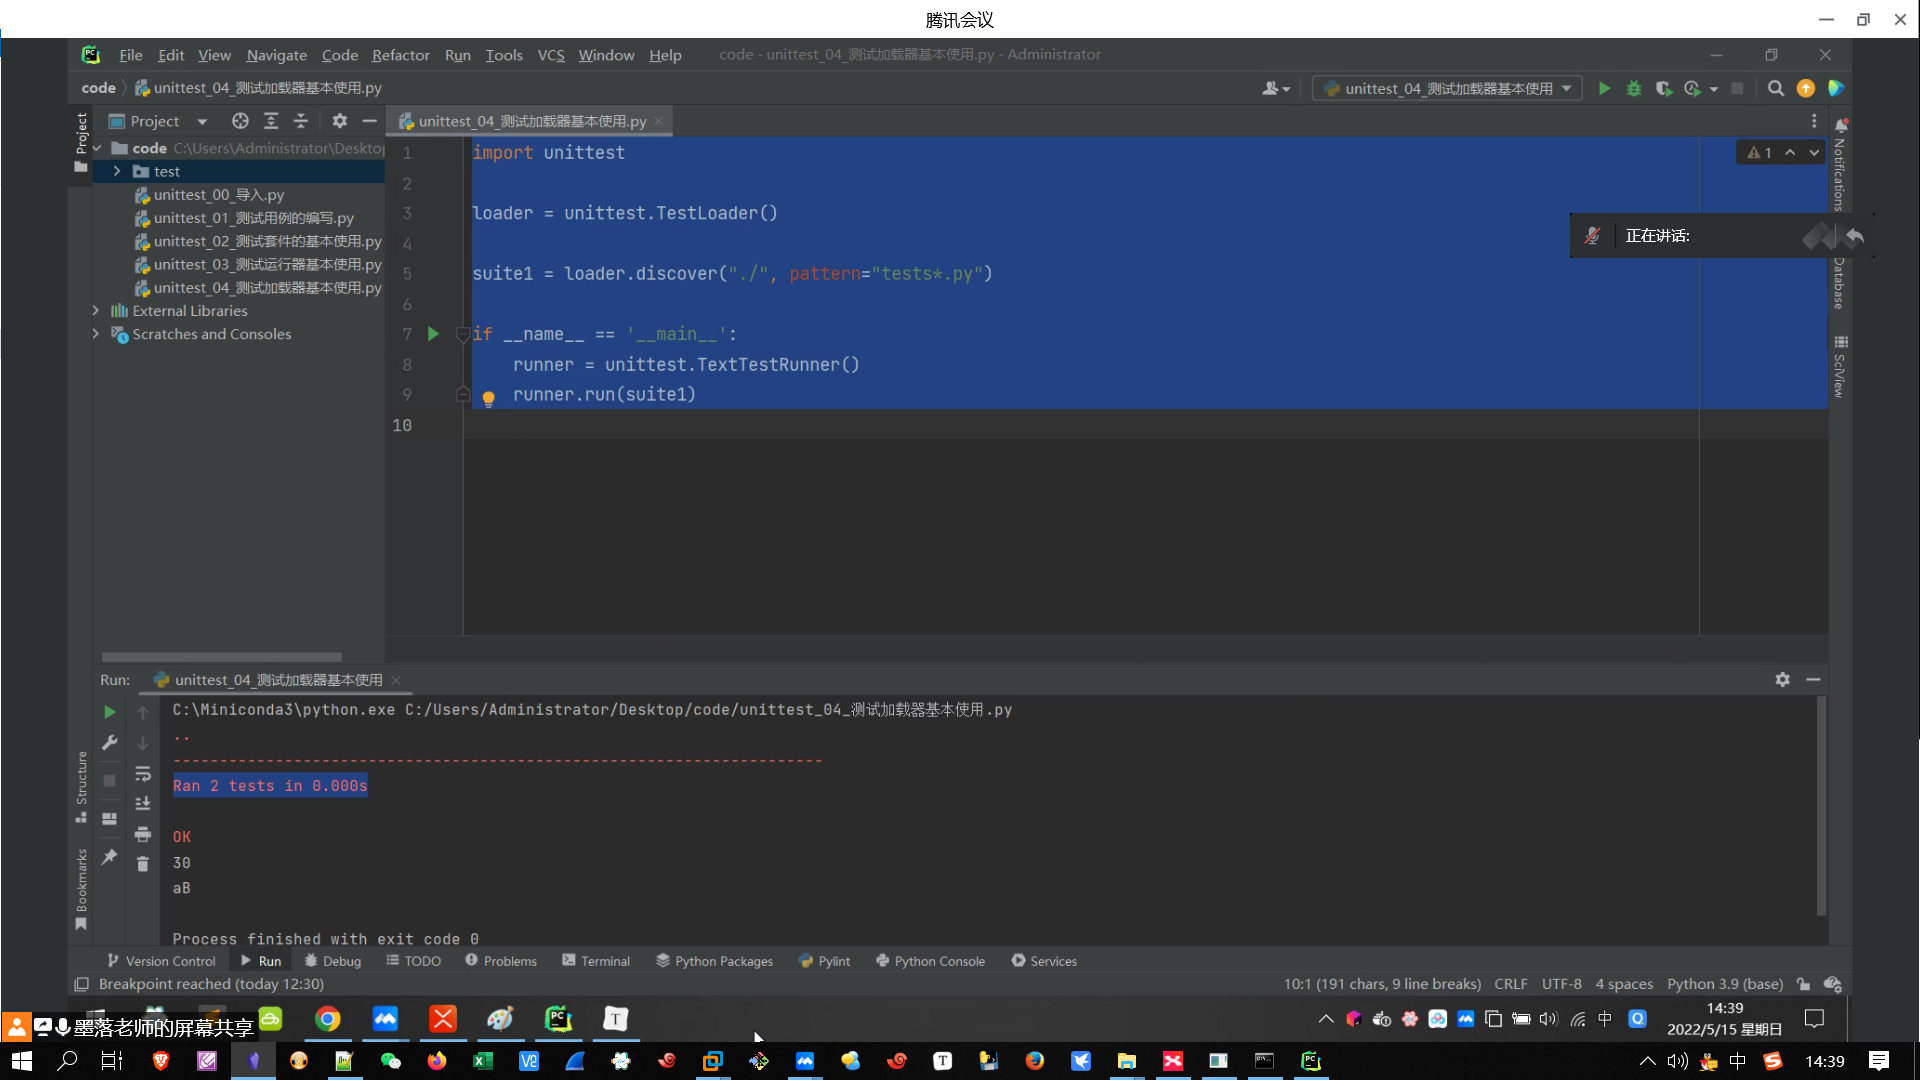 腾讯会议
File Edit View Navigate Code Refactor Run Tools VCS Window Help code - unittest_04_测试加载器基本使用.py - Administrator
code unittest_04_测试加载器基本使用.py
unittest_04_测试加载器基本使用
Project
unittest_04_测试加载器基本使用.py
Project
code C:\Users\Administrator\Deskto
test
unittest_00_导入.py
unittest_01_测试用例的编写.py
unittest_02_测试套件的基本使用.py
unittest_03_测试运行器基本使用.py
unittest_04_测试加载器基本使用.py
External Libraries
Scratches and Consoles
1 import unittest
2
3 loader = unittest.TestLoader()
4
5 suite1 = loader.discover("./", pattern="tests*.py")
6
7 if __name__ == '__main__':
8 runner = unittest.TextTestRunner()
9 runner.run(suite1)
10
1
Notifications
正在讲话:
Database
SciView
Run: unittest_04_测试加载器基本使用
C:\Miniconda3\python.exe C:/Users/Administrator/Desktop/code/unittest_04_测试加载器基本使用.py
..
----------------------------------------------------------------------
Ran 2 tests in 0.000s
OK
30
aB
Process finished with exit code 0
Structure
Bookmarks
Version Control Run Debug TODO Problems Terminal Python Packages Pylint Python Console Services
Breakpoint reached (today 12:30)
10:1 (191 chars, 9 line breaks) CRLF UTF-8 4 spaces Python 3.9 (base)
墨落老师的屏幕共享
中
14:39
2022/5/15 星期日
中
14:39